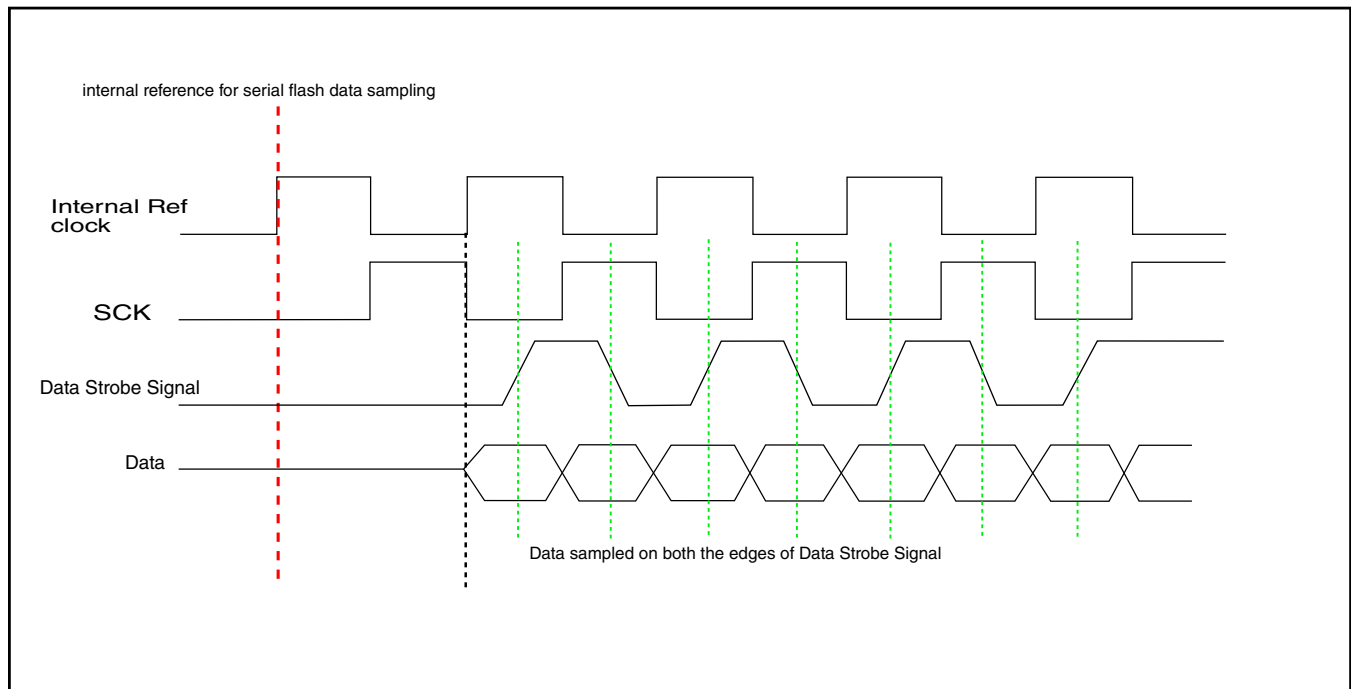 internal reference for serial flash data sampling
Internal Ref
clock
SCK
Data Strobe Signal
Data
Data sampled on both the edges of Data Strobe Signal